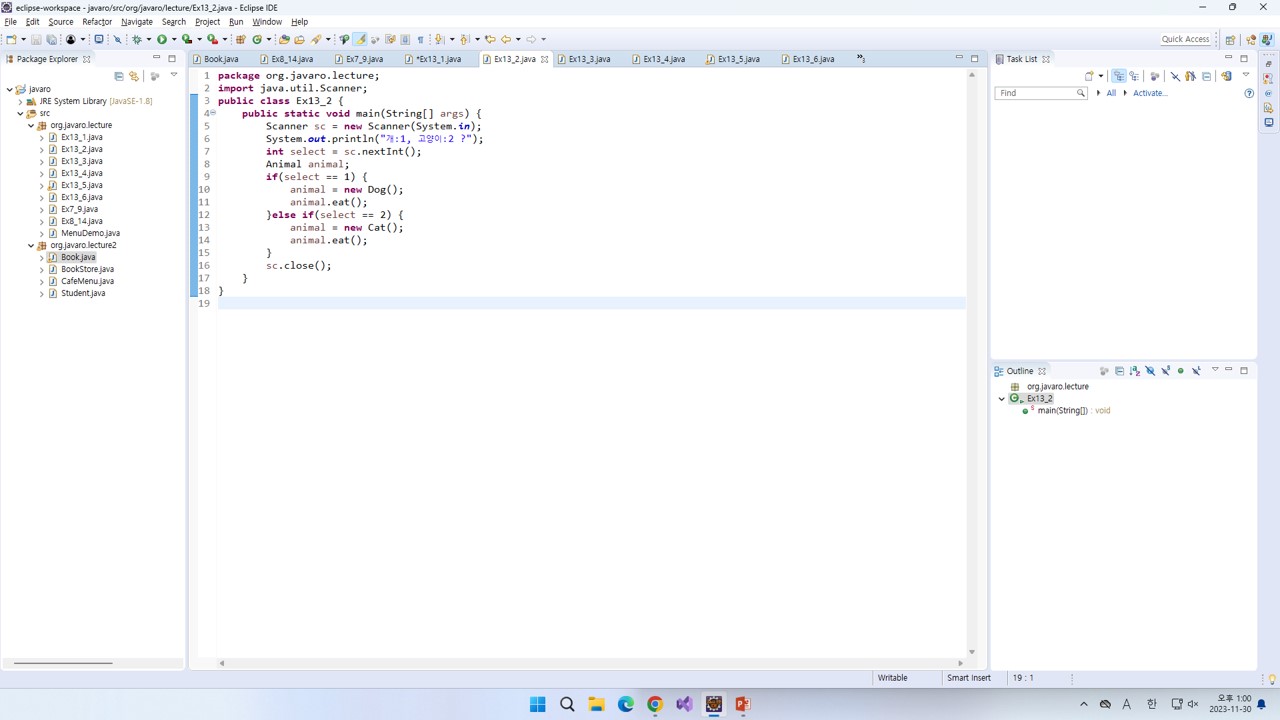 eclipse-workspace - javaro/src/org/javaro/lecture/Ex13_2.java - Eclipse IDE
File Edit Source Refactor Navigate Search Project Run Window Help
Quick Access
Package Explorer
javaro
JRE System Library [JavaSE-1.8]
src
org.javaro.lecture
Ex13_1.java
Ex13_2.java
Ex13_3.java
Ex13_4.java
Ex13_5.java
Ex13_6.java
Ex7_9.java
Ex8_14.java
MenuDemo.java
org.javaro.lecture2
Book.java
BookStore.java
CafeMenu.java
Student.java
Book.java Ex8_14.java Ex7_9.java *Ex13_1.java Ex13_2.java Ex13_3.java Ex13_4.java Ex13_5.java Ex13_6.java »3
1 package org.javaro.lecture;
2 import java.util.Scanner;
3 public class Ex13_2 {
4 public static void main(String[] args) {
5 Scanner sc = new Scanner(System.in);
6 System.out.println("개:1, 고양이:2 ?");
7 int select = sc.nextInt();
8 Animal animal;
9 if(select == 1) {
10 animal = new Dog();
11 animal.eat();
12 }else if(select == 2) {
13 animal = new Cat();
14 animal.eat();
15 }
16 sc.close();
17 }
18 }
19
Task List
Find All Activate...
Outline
org.javaro.lecture
Ex13_2
main(String[]) : void
Writable Smart Insert 19 : 1
A 한 오후 1:00
2023-11-30